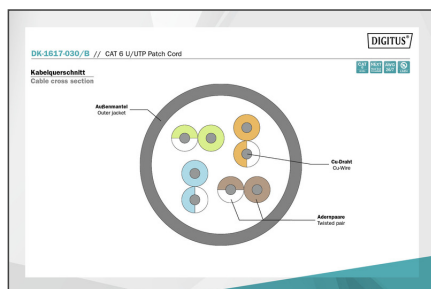 DIGITUS®
DK-1617-030/B // CAT 6 U/UTP Patch Cord
Kabelquerschnitt
Cable cross section
Außenmantel
Outer jacket
Cu-Draht
Cu-Wire
Adernpaare
Twisted pair